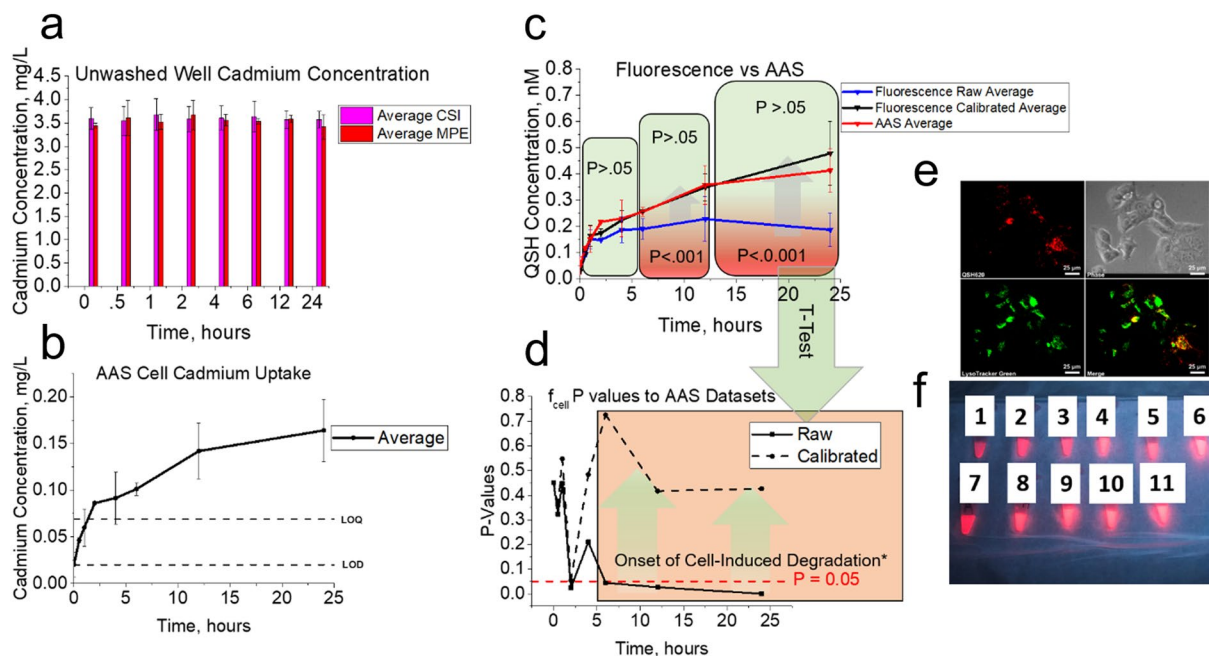 a
Unwashed Well Cadmium Concentration
Cadmium Concentration, mg/L
4.5
4.0
3.5
3.0
2.5
2.0
1.5
1.0
0.5
0.0
Average CSI
Average MPE
0 .5 1 2 4 6 12 24
Time, hours
b
AAS Cell Cadmium Uptake
Cadmium Concentration, mg/L
0.20
0.15
0.10
0.05
0.00
Average
LOQ
LOD
0 5 10 15 20 25
Time, hours
c
Fluorescence vs AAS
QSH Concentration, nM
0.8
0.7
0.6
0.5
0.4
0.3
0.2
0.1
0.0
Fluorescence Raw Average
Fluorescence Calibrated Average
AAS Average
P>.05
P>.05
P >.05
P<.001
P<.0.001
0 5 10 15 20 25
Time, hours
T-Test
d
fcell P values to AAS Datasets
P-Values
0.9
0.8
0.7
0.6
0.5
0.4
0.3
0.2
0.1
0.0
Raw
Calibrated
Onset of Cell-Induced Degradation*
P = 0.05
0 5 10 15 20 25
Time, hours
e
QSH620
25 µm
Phase
25 µm
LysoTracker Green
25 µm
Merge
25 µm
f
1 2 3 4 5 6
7 8 9 10 11